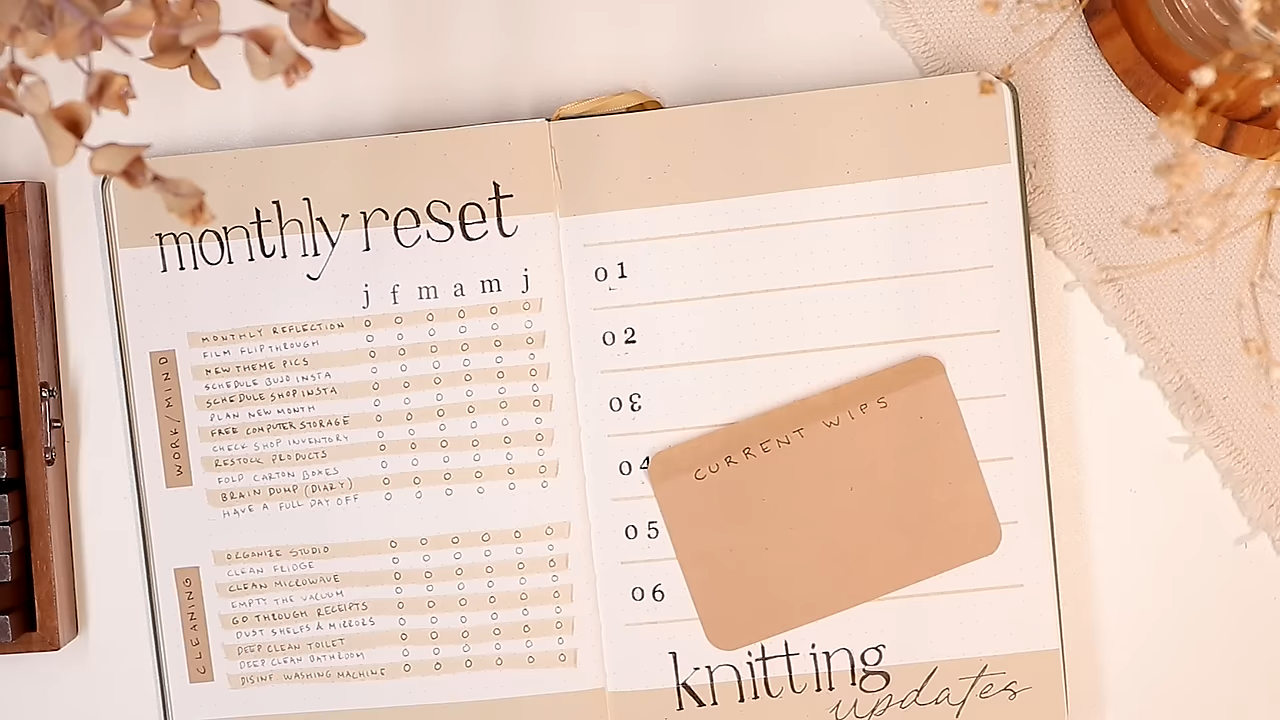 monthly reset
j f m a m j
WORK/MIND
MONTHLY REFLECTION
FILM FLIPTHROUGH
NEW THEME PICS
SCHEDULE BUJO INSTA
SCHEDULE SHOP INSTA
PLAN NEW MONTH
FREE COMPUTER STORAGE
CHECK SHOP INVENTORY
RESTOCK PRODUCTS
FOLD CARTON BOXES
BRAIN DUMP (DIARY)
HAVE A FULL DAY OFF
CLEANING
ORGANIZE STUDIO
CLEAN FRIDGE
CLEAN MICROWAVE
EMPTY THE VACUUM
GO THROUGH RECEIPTS
DUST SHELFS & MIRRORS
DEEP CLEAN TOILET
DEEP CLEAN BATHROOM
DISINF. WASHING MACHINE
01
02
03
04
05
06
CURRENT WIPS
knitting
updates